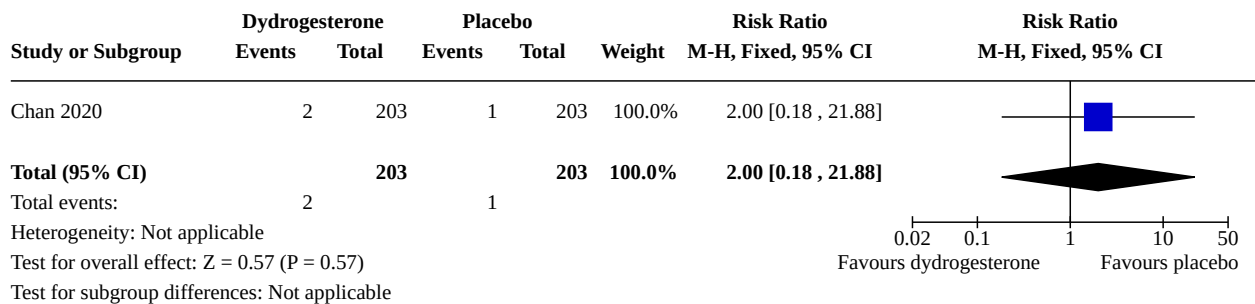 Dydrogesterone Placebo Risk Ratio Risk Ratio
Study or Subgroup Events Total Events Total Weight M-H, Fixed, 95% CI M-H, Fixed, 95% CI
Chan 2020 2 203 1 203 100.0% 2.00 [0.18 , 21.88]
Total (95% CI) 203 203 100.0% 2.00 [0.18 , 21.88]
Total events: 2 1
Heterogeneity: Not applicable
0.02 0.1 1 10 50
Test for overall effect: Z = 0.57 (P = 0.57)
Favours dydrogesterone Favours placebo
Test for subgroup differences: Not applicable